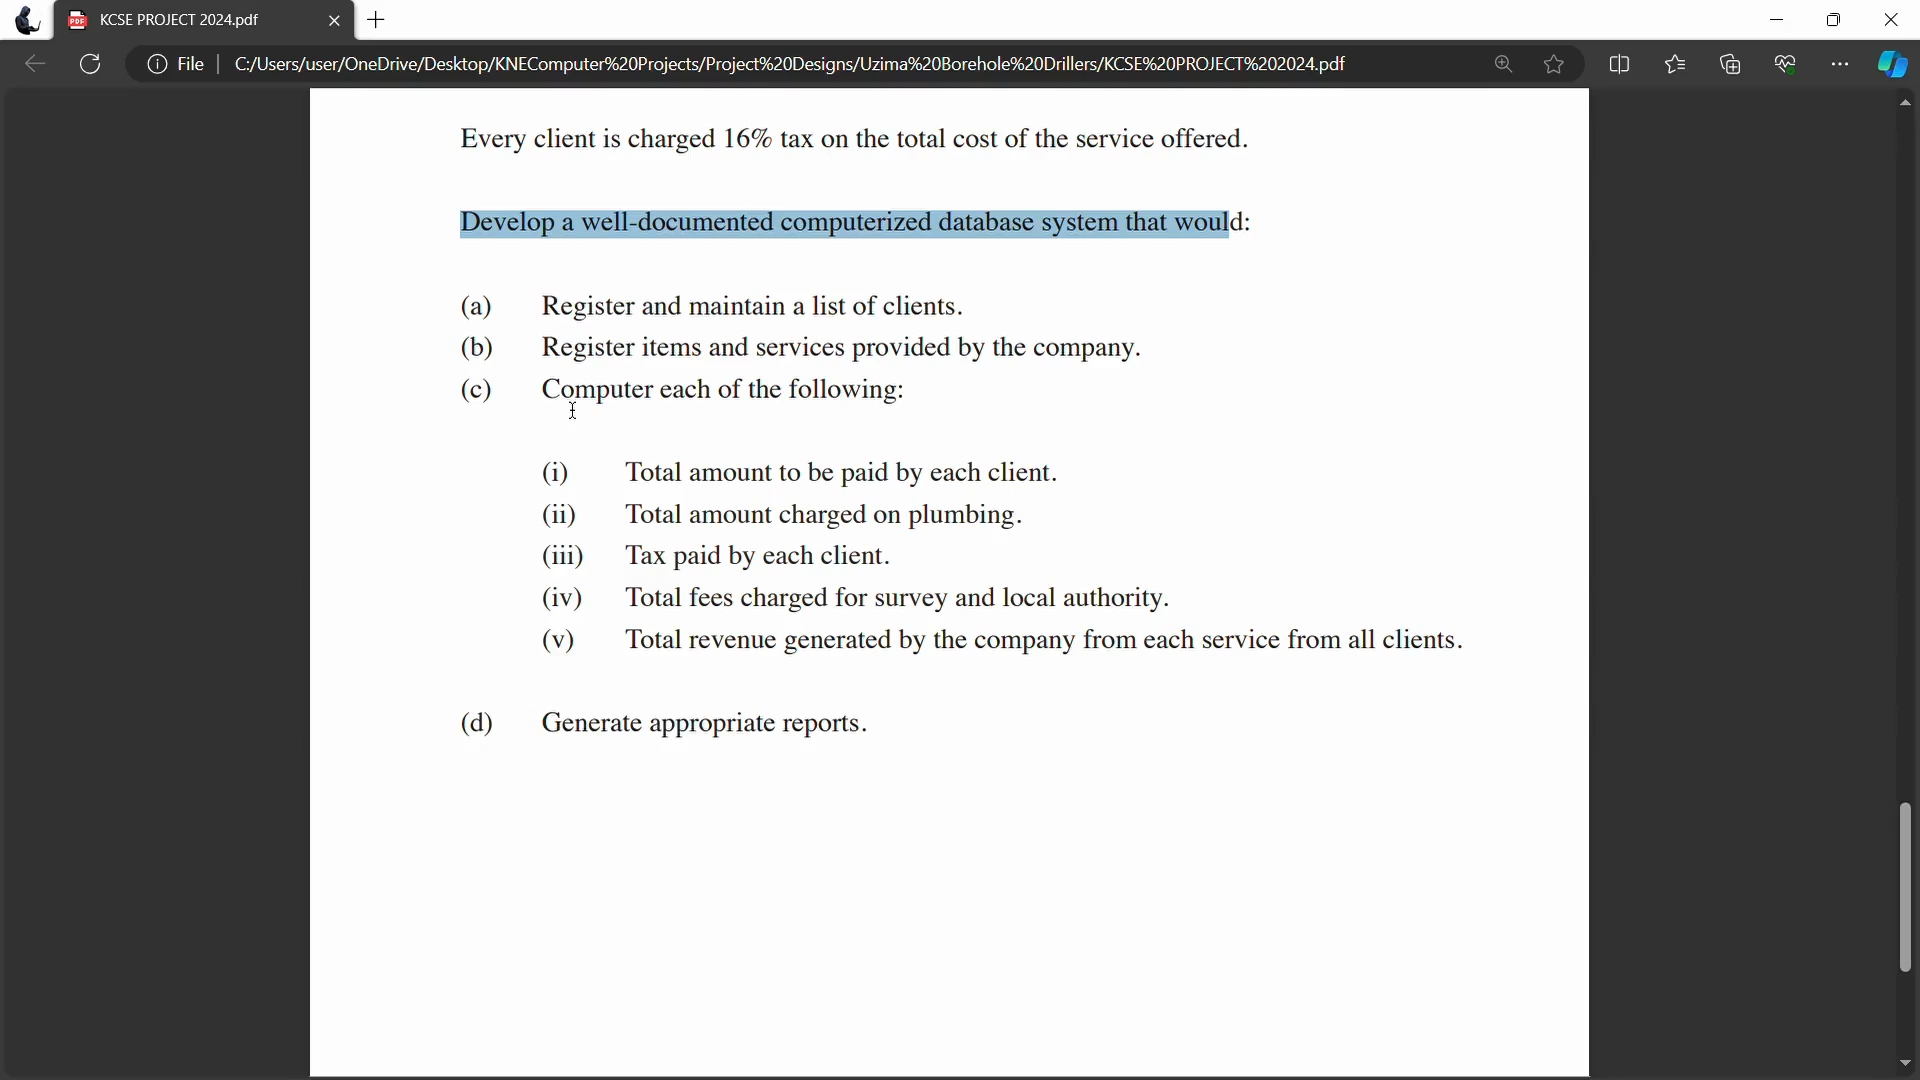 KCSE PROJECT 2024.pdf
File
C:/Users/user/OneDrive/Desktop/KNEComputer%20Projects/Project%20Designs/Uzima%20Borehole%20Drillers/KCSE%20PROJECT%202024.pdf
Every client is charged 16% tax on the total cost of the service offered.
Develop a well-documented computerized database system that would:
(a) Register and maintain a list of clients.
(b) Register items and services provided by the company.
(c) Computer each of the following:
(i) Total amount to be paid by each client.
(ii) Total amount charged on plumbing.
(iii) Tax paid by each client.
(iv) Total fees charged for survey and local authority.
(v) Total revenue generated by the company from each service from all clients.
(d) Generate appropriate reports.